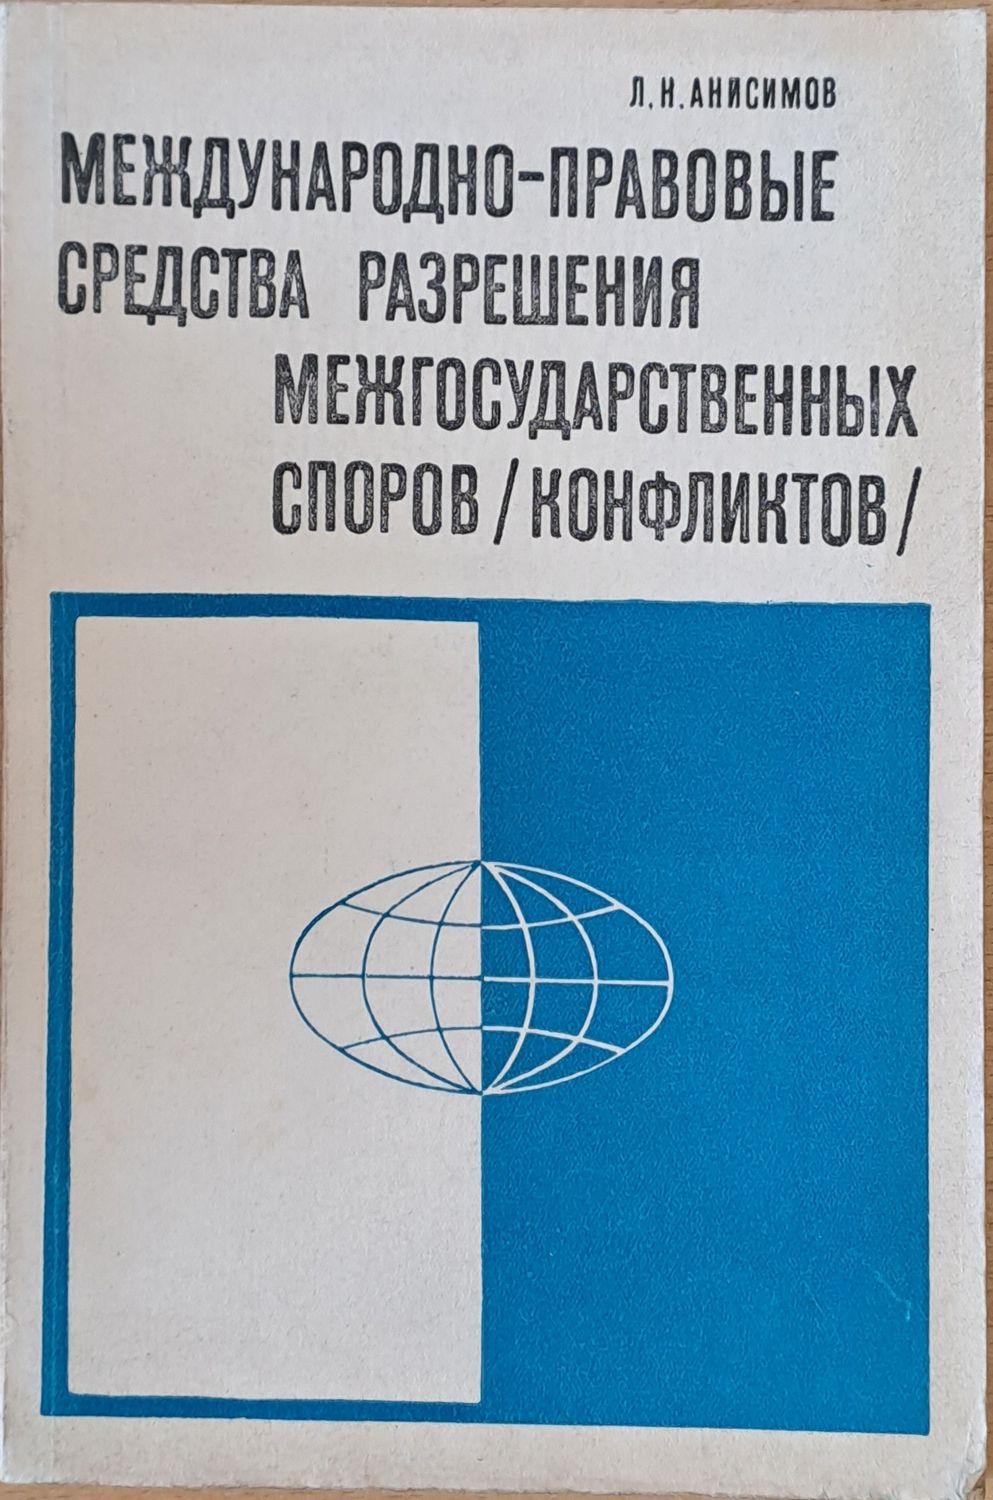 Л. Н. АНИСИМОВ
МЕЖДУНАРОДНО-ПРАВОВЫЕ
СРЕДСТВА РАЗРЕШЕНИЯ
МЕЖГОСУДАРСТВЕННЫХ
СПОРОВ /КОНФЛИКТОВ/